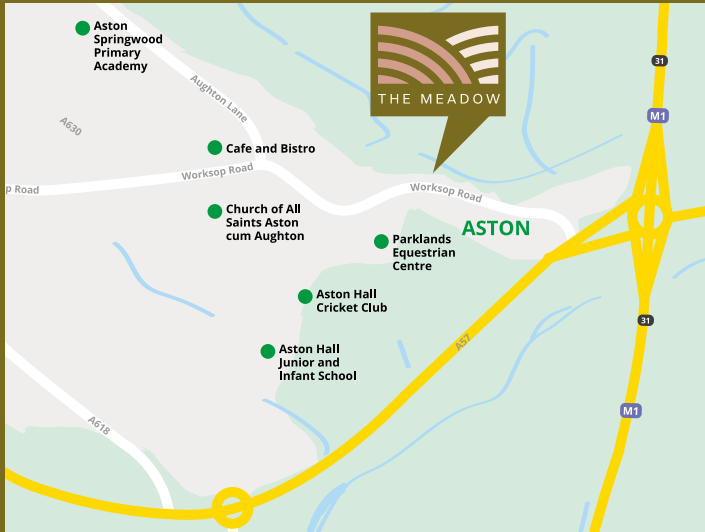 Aston
Springwood
Primary
Academy
THE MEADOW
31
M1
Aughton Lane
A630
Cafe and Bistro
Worksop Road
p Road
Worksop Road
Church of All
Saints Aston
cum Aughton
ASTON
Parklands
Equestrian
Centre
Aston Hall
Cricket Club
31
A57
Aston Hall
Junior and
Infant School
M1
A618